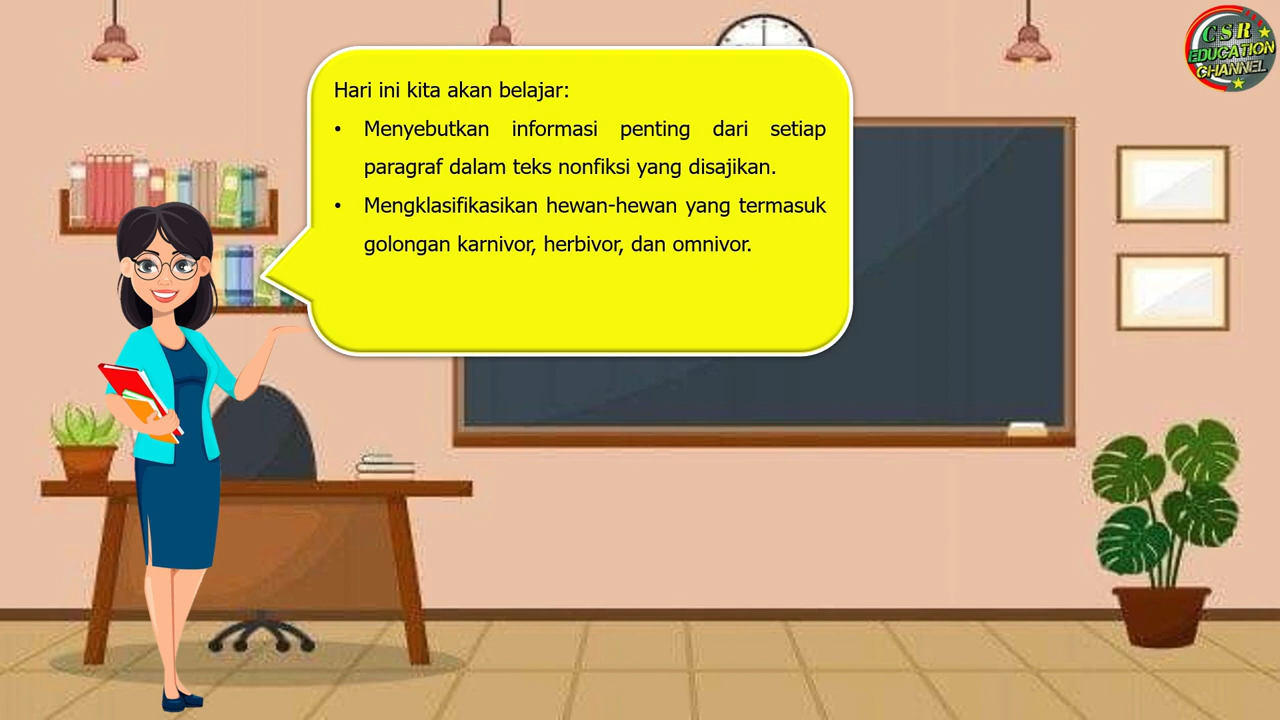 Hari ini kita akan belajar:
• Menyebutkan informasi penting dari setiap
paragraf dalam teks nonfiksi yang disajikan.
• Mengklasifikasikan hewan-hewan yang termasuk
golongan karnivor, herbivor, dan omnivor.
CSR
EDUCATION
CHANNEL